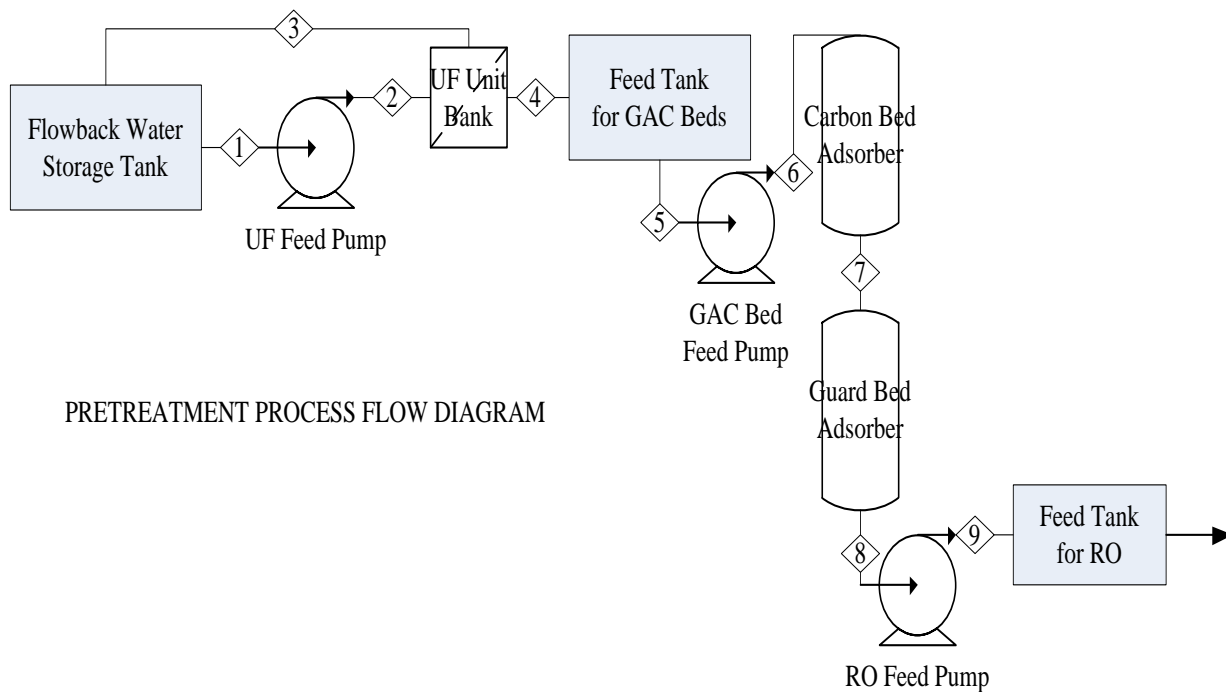 3
Flowback Water
Storage Tank
1
UF Feed Pump
2
UF Unit
Bank
4
Feed Tank
for GAC Beds
5
GAC Bed
Feed Pump
6
Carbon Bed
Adsorber
7
Guard Bed
Adsorber
PRETREATMENT PROCESS FLOW DIAGRAM
8
RO Feed Pump
9
Feed Tank
for RO